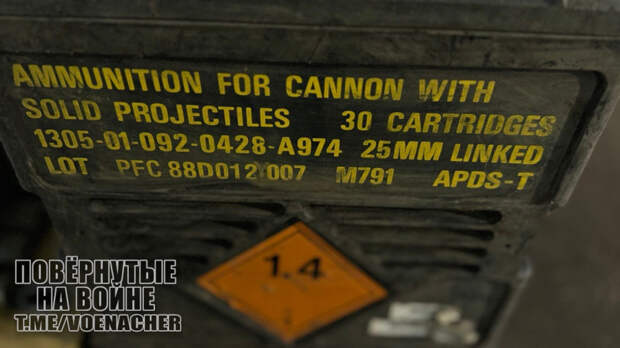 AMMUNITION FOR CANNON WITH
SOLID PROJECTILES 30 CARTRIDGES
1305-01-092-0428-A974 25MM LINKED
LOT PFC 88D012 007 M791 APDS-T
1.4
ПОВЁРНУТЫЕ
НА ВОЙНЕ
T.ME/VOENACHER